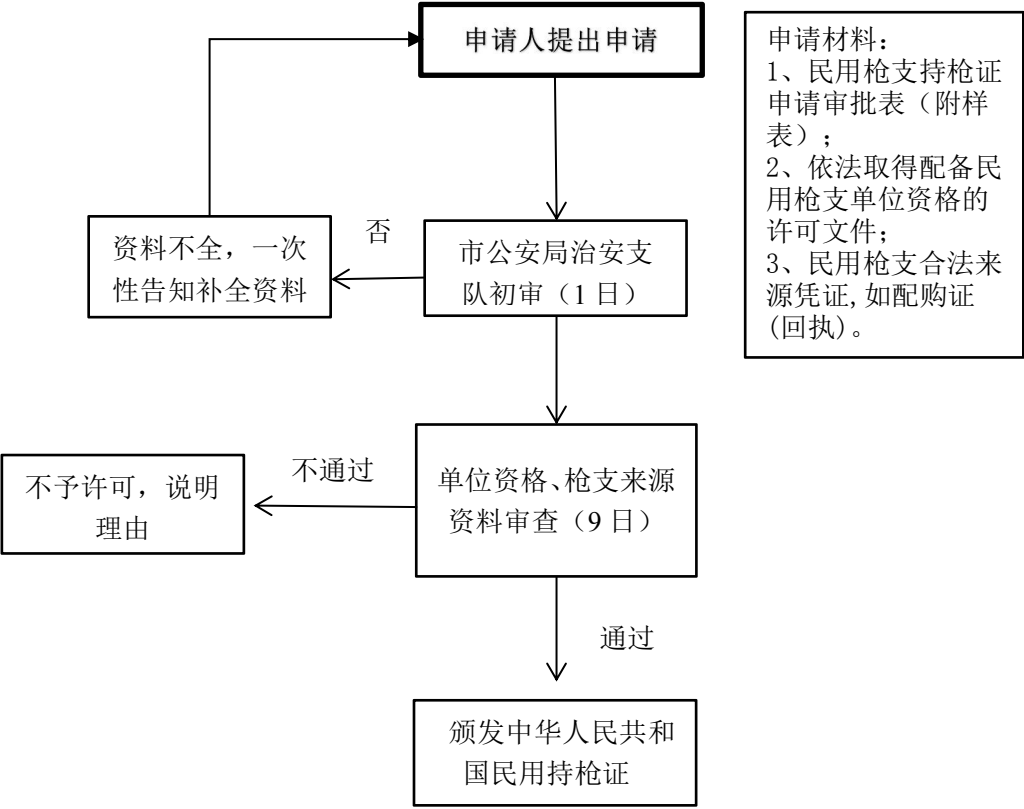 申请人提出申请
申请材料：
1、民用枪支持枪证
申请审批表（附样
表）；
2、依法取得配备民
用枪支单位资格的
许可文件；
3、民用枪支合法来
源凭证,如配购证
(回执)。
否
资料不全，一次
性告知补全资料
市公安局治安支
队初审（1 日）
不通过
不予许可，说明
理由
单位资格、枪支来源
资料审查（9 日）
通过
颁发中华人民共和
国民用持枪证